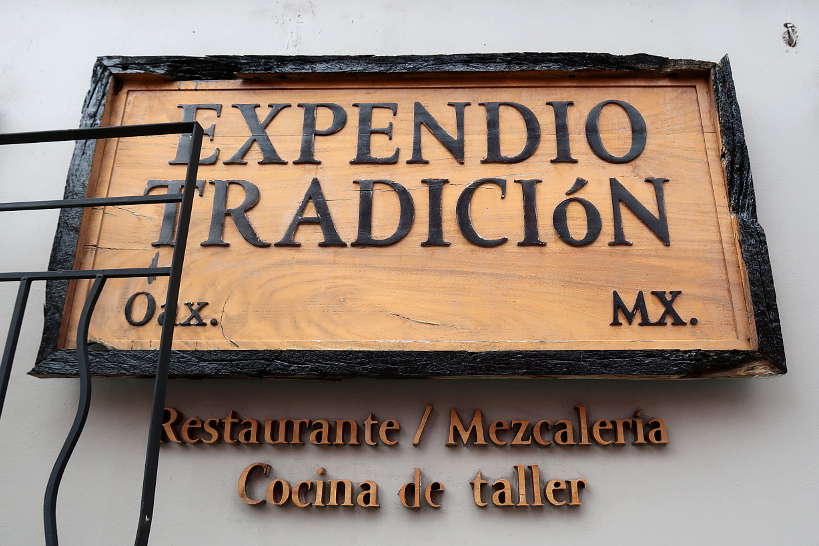 EXPENDIO
TRADICIóN
Oax. MX.
Restaurante / Mezcalería
Cocina de taller